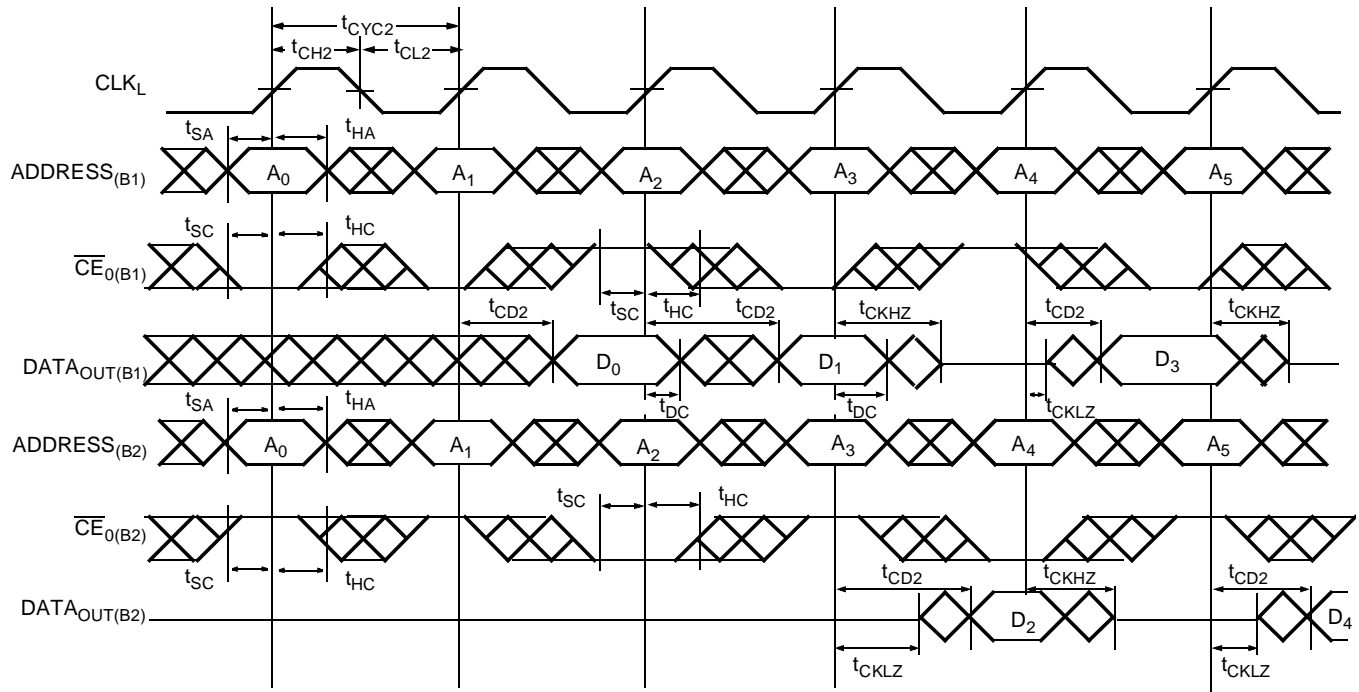 tCYC2
tCH2
tCL2
CLKL
tSA
tHA
ADDRESS(B1)
A0
A1
A2
A3
A4
A5
tSC
tHC
CE0(B1)
tSC
tHC
tCD2
tCD2
tCKHZ
tCD2
tCKHZ
DATAOUT(B1)
D0
D1
D3
tSA
tHA
tDC
tDC
tCKLZ
ADDRESS(B2)
A0
A1
A2
A3
A4
A5
tSC
tHC
CE0(B2)
tSC
tHC
tCD2
tCKHZ
tCD2
DATAOUT(B2)
D2
D4
tCKLZ
tCKLZ